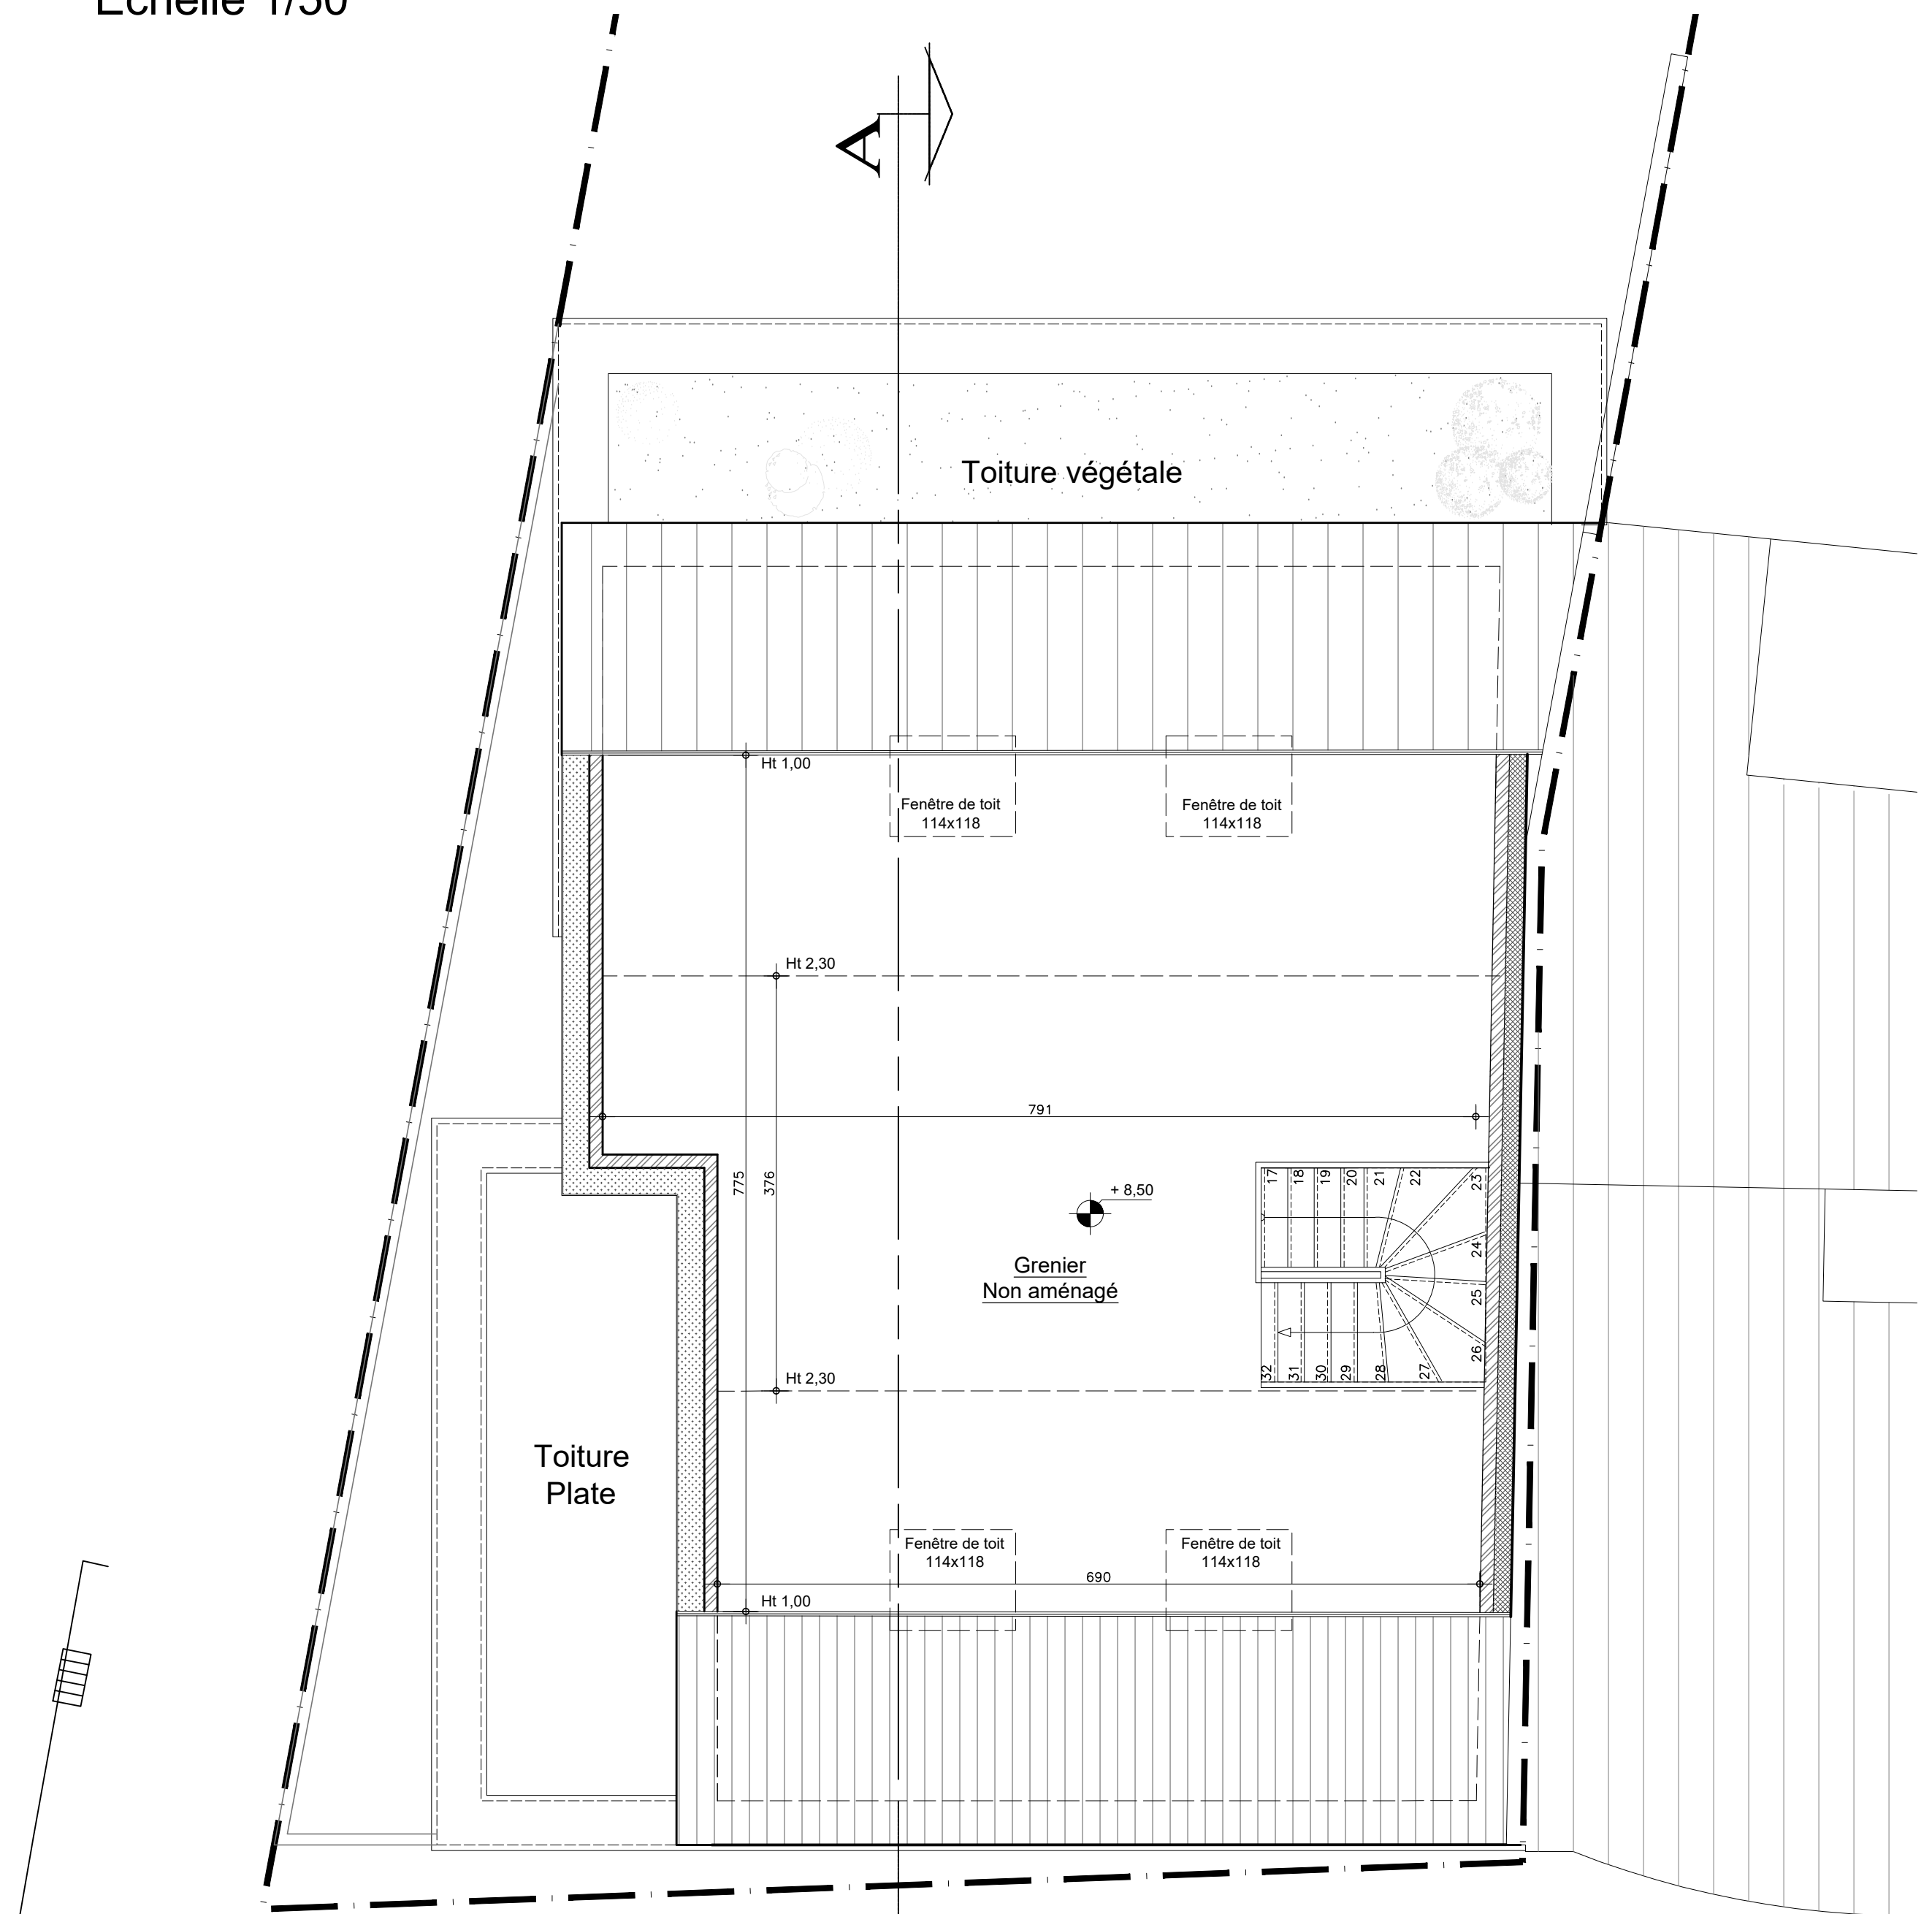 Echelle 1/50
A
Toiture végétale
Ht 1,00
Fenêtre de toit
114x118
Fenêtre de toit
114x118
Ht 2,30
791
775
376
+ 8,50
Grenier
Non aménagé
17
18
19
20
21
22
23
24
25
26
27
28
29
30
31
32
Ht 2,30
Toiture
Plate
Fenêtre de toit
114x118
Fenêtre de toit
114x118
690
Ht 1,00